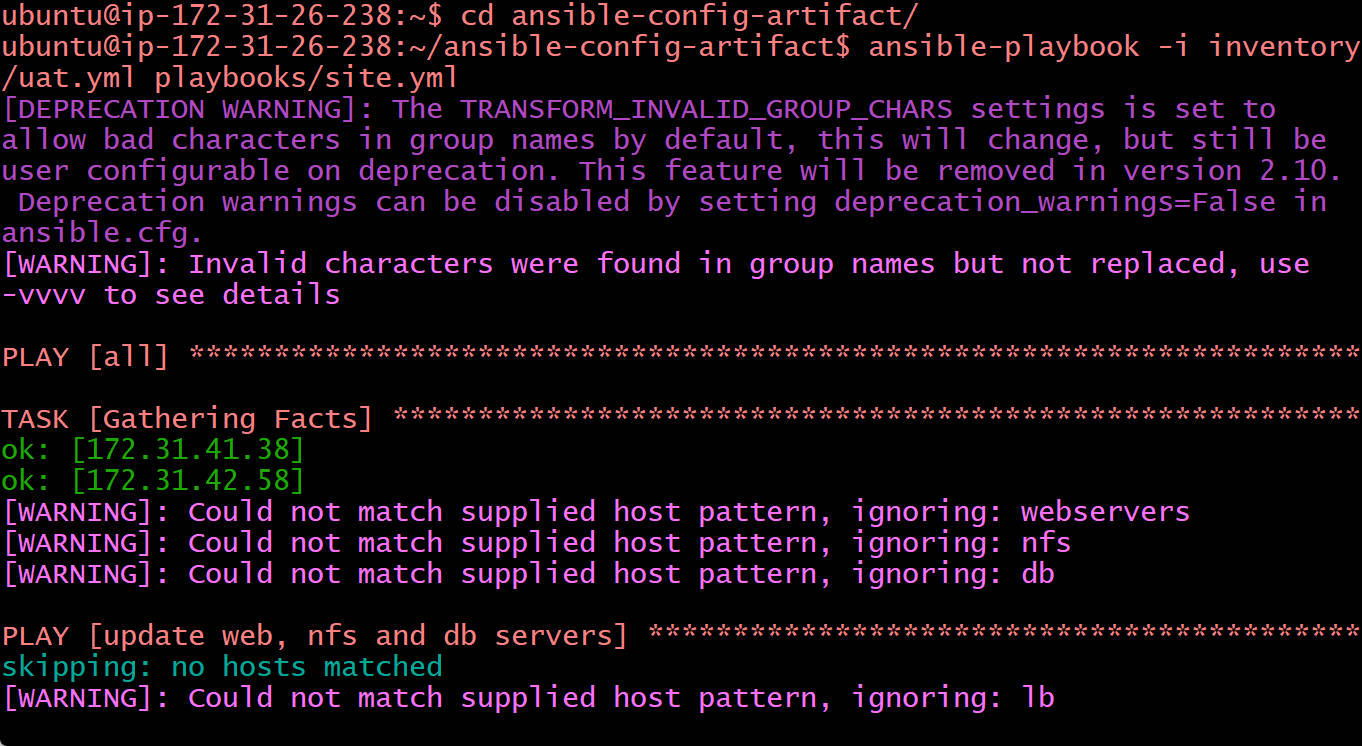 ubuntu@ip-172-31-26-238:~$ cd ansible-config-artifact/
ubuntu@ip-172-31-26-238:~/ansible-config-artifact$ ansible-playbook -i inventory
/uat.yml playbooks/site.yml
[DEPRECATION WARNING]: The TRANSFORM_INVALID_GROUP_CHARS settings is set to
allow bad characters in group names by default, this will change, but still be
user configurable on deprecation. This feature will be removed in version 2.10.
 Deprecation warnings can be disabled by setting deprecation_warnings=False in
ansible.cfg.
[WARNING]: Invalid characters were found in group names but not replaced, use
-vvvv to see details
PLAY [all] *********************************************************************
TASK [Gathering Facts] *********************************************************
ok: [172.31.41.38]
ok: [172.31.42.58]
[WARNING]: Could not match supplied host pattern, ignoring: webservers
[WARNING]: Could not match supplied host pattern, ignoring: nfs
[WARNING]: Could not match supplied host pattern, ignoring: db
PLAY [update web, nfs and db servers] ******************************************
skipping: no hosts matched
[WARNING]: Could not match supplied host pattern, ignoring: lb